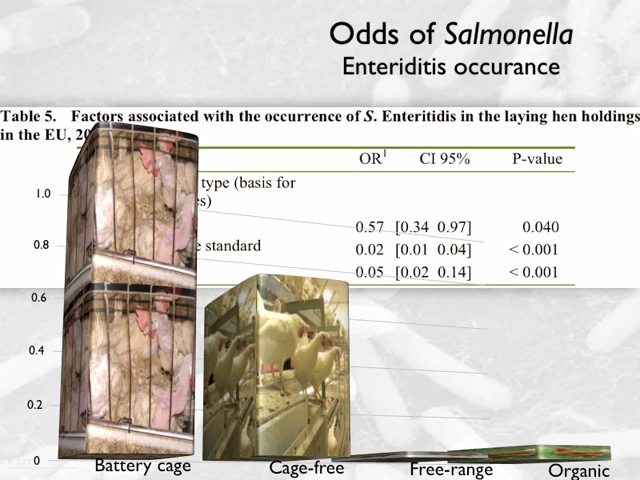 Odds of Salmonella
Enteriditis occurance
Table 5. Factors associated with the occurrence of S. Enteritidis in the laying hen holdings
in the EU, 20
OR1 CI 95% P-value
type (basis for
es)
0.57 [0.34 0.97] 0.040
e standard 0.02 [0.01 0.04] < 0.001
0.05 [0.02 0.14] < 0.001
1.0
0.8
0.6
0.4
0.2
0
Battery cage Cage-free Free-range Organic